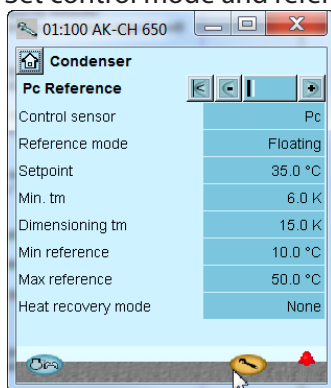 Set control mode and refer
01:100 AK-CH 650
Condenser
Pc Reference
Control sensor Pc
Reference mode Floating
Setpoint 35.0 °C
Min. tm 6.0 K
Dimensioning tm 15.0 K
Min reference 10.0 °C
Max reference 50.0 °C
Heat recovery mode None